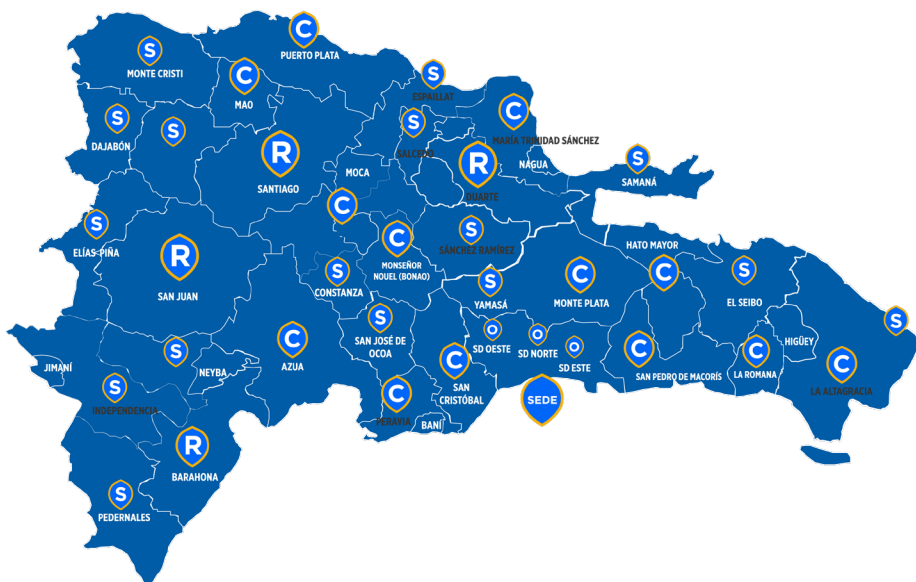 C
PUERTO PLATA
S
MONTE CRISTI
C
MAO
S
ESPAILLAT
S
DAJABÓN
S
S
SALCEDO
C
MARÍA TRINIDAD SÁNCHEZ
NAGUA
R
SANTIAGO
MOCA
R
DUARTE
S
SAMANÁ
C
S
ELÍAS-PIÑA
R
SAN JUAN
C
MONSEÑOR
NOUEL (BONAO)
S
SÁNCHEZ RAMÍREZ
HATO MAYOR
C
S
CONSTANZA
S
YAMASÁ
C
MONTE PLATA
S
EL SEIBO
S
S
SAN JOSÉ DE
OCOA
O
SD OESTE
O
SD NORTE
O
SD ESTE
C
AZUA
S
NEYBA
JIMANÍ
C
SAN
CRISTÓBAL
C
SAN PEDRO DE MACORÍS
C
LA ROMANA
HIGÜEY
C
LA ALTAGRACIA
S
INDEPENDENCIA
C
PERAVIA
BANÍ
SEDE
R
BARAHONA
S
PEDERNALES